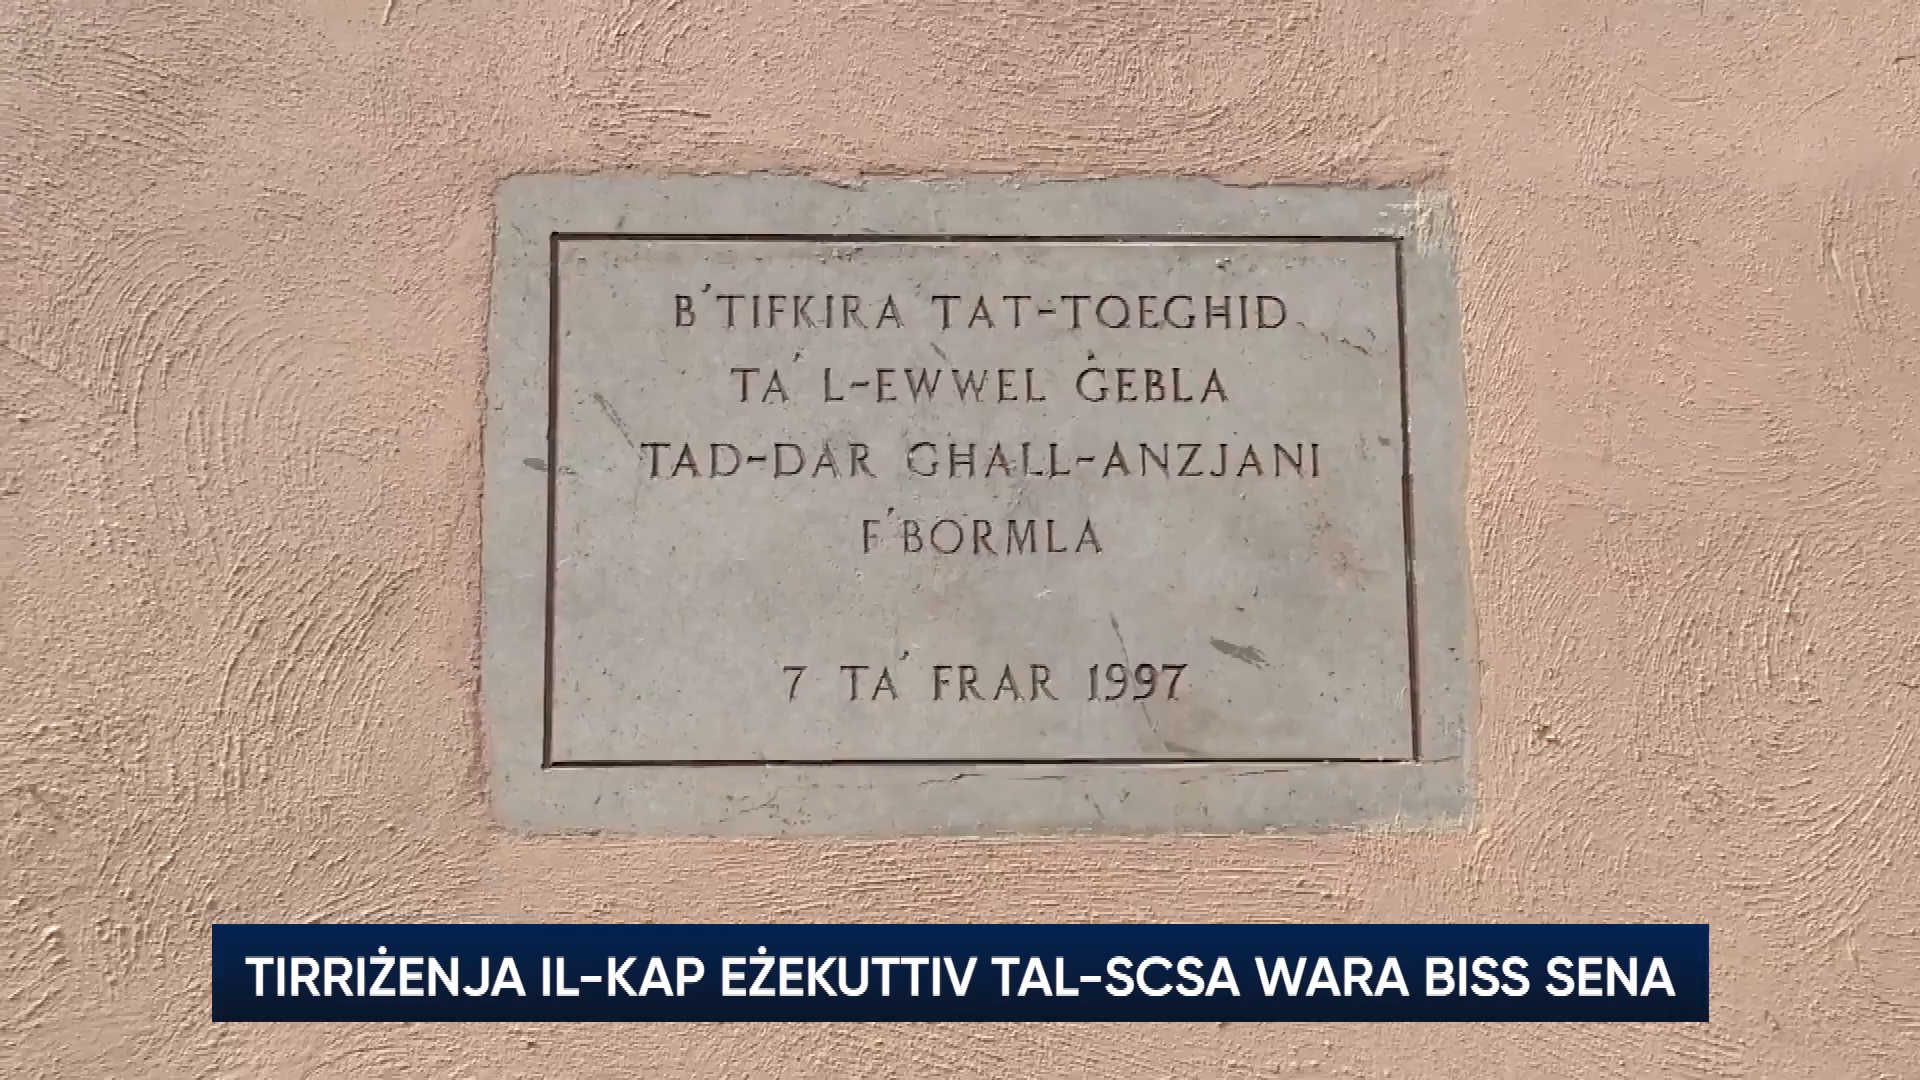 B'TIFKIRA TAT-TQEGHID
TA' L-EWWEL ĠEBLA
TAD-DAR GHALL-ANZJANI
F'BORMLA
7 TA' FRAR 1997
TIRRIŻENJA IL-KAP EŻEKUTTIV TAL-SCSA WARA BISS SENA